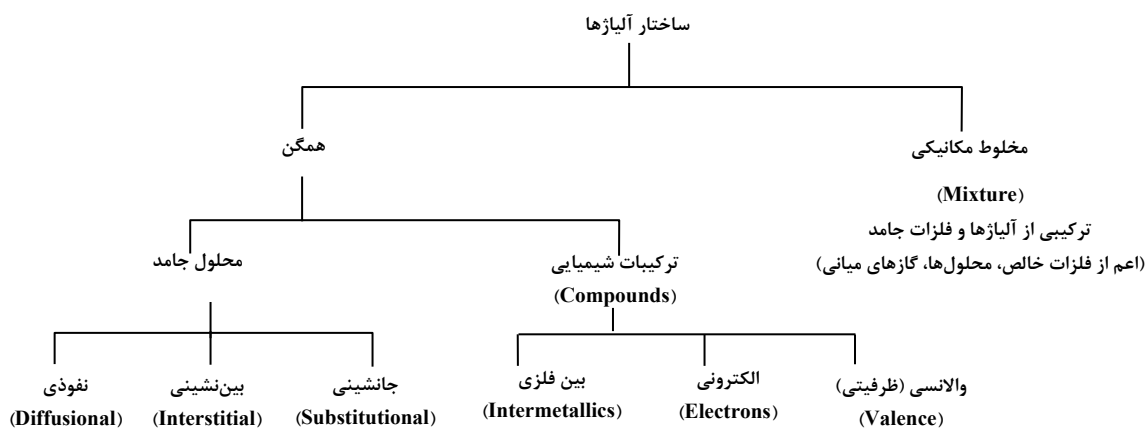 ساختار آلیاژها
مخلوط مکانیکی
(Mixture)
ترکیبی از آلیاژها و فلزات جامد
(اعم از فلزات خالص، محلول‌ها، گازهای میانی)
همگن
ترکیبات شیمیایی
(Compounds)
محلول جامد
والانسی (ظرفیتی)
(Valence)
الکترونی
(Electrons)
بین فلزی
(Intermetallics)
جانشینی
(Substitutional)
بین‌نشینی
(Interstitial)
نفوذی
(Diffusional)